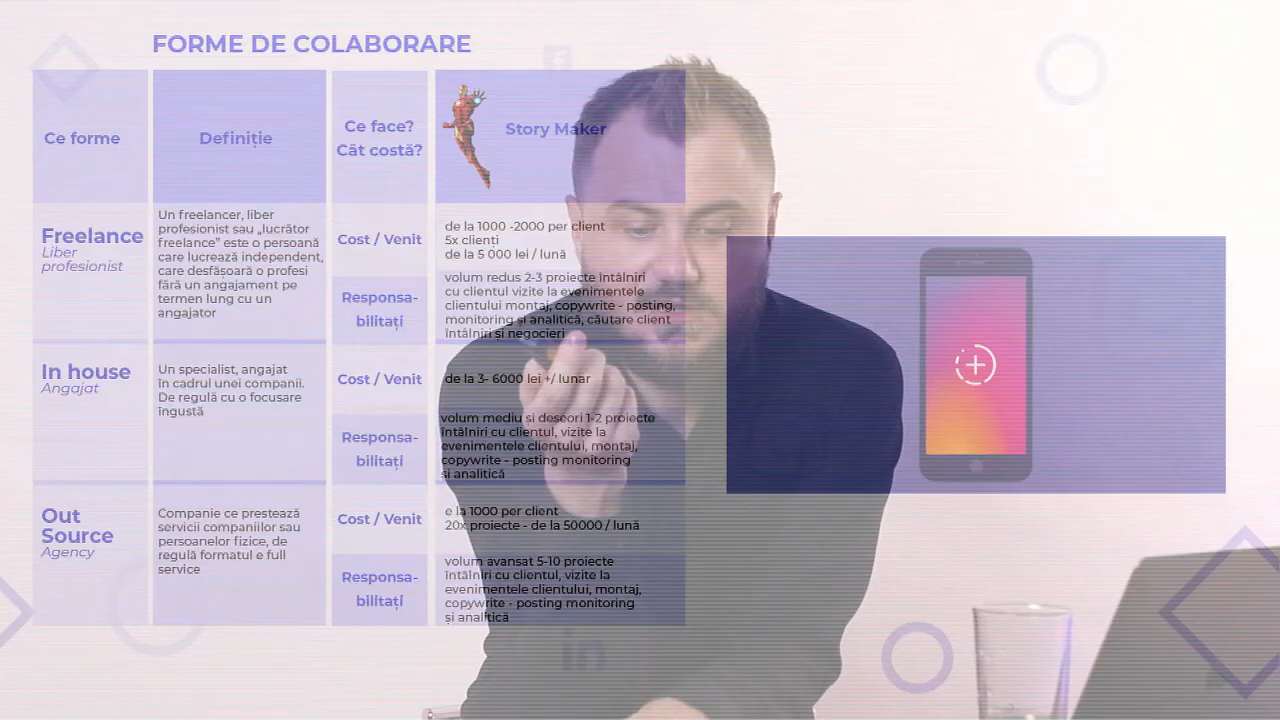 FORME DE COLABORARE
Ce forme
Definiție
Ce face?
Cât costă?
Story Maker
Freelance
Liber
profesionist
Un freelancer, liber
profesionist sau „lucrător
freelance” este o persoană
care lucrează independent,
care desfășoară o profesi
fără un angajament pe
termen lung cu un
angajator
Cost / Venit
de la 1000 -2000 per client
5x clienți
de la 5 000 lei / lună
Responsa-
bilitați
volum redus 2-3 proiecte întâlniri
cu clientul vizite la evenimentele
clientului montaj, copywrite - posting,
monitoring și analitică, căutare client
întâlniri și negocieri
In house
Angajat
Un specialist, angajat
în cadrul unei companii.
De regulă cu o focusare
îngustă
Cost / Venit
de la 3- 6000 lei +/ lunar
Responsa-
bilitați
volum mediu si deseori 1-2 proiecte
întâlniri cu clientul, vizite la
evenimentele clientului, montaj,
copywrite - posting monitoring
si analitică
Out
Source
Agency
Companie ce prestează
servicii companiilor sau
persoanelor fizice, de
regulă formatul e full
service
Cost / Venit
e la 1000 per client
20x proiecte - de la 50000 / lună
Responsa-
bilitați
volum avansat 5-10 proiecte
întâlniri cu clientul, vizite la
evenimentele clientului, montaj,
copywrite - posting monitoring
și analitică
in